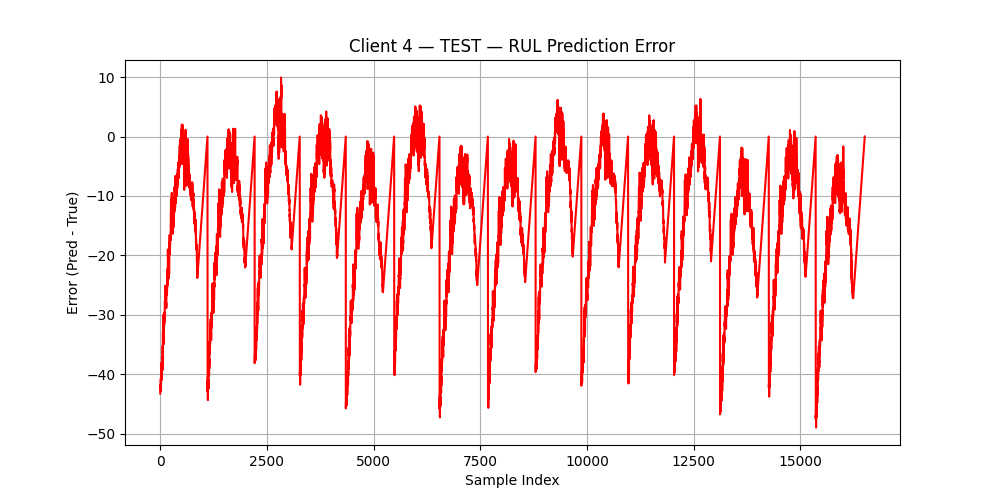 Client 4 — TEST — RUL Prediction Error
Error (Pred - True)
10
0
−10
−20
−30
−40
−50
0 2500 5000 7500 10000 12500 15000
Sample Index